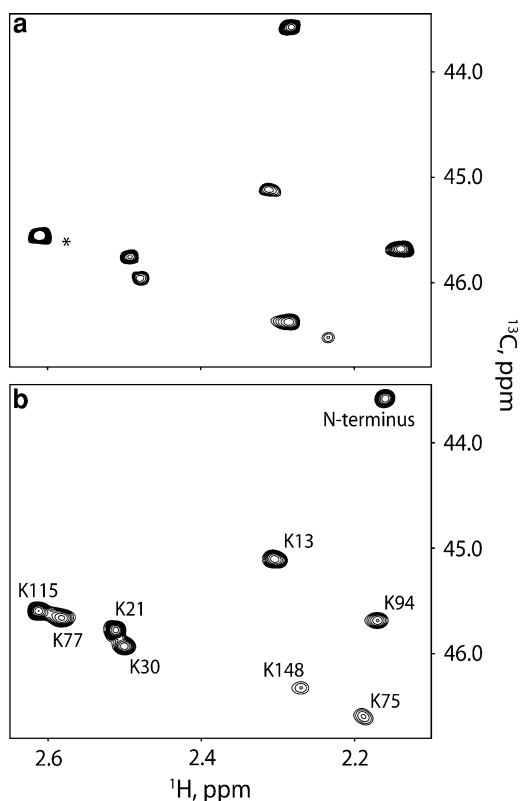 a
44.0
45.0
*
46.0
¹³C, ppm
b
N-terminus
44.0
K13
45.0
K115
K21
K94
K77
K30
K148
46.0
K75
2.6
2.4
2.2
¹H, ppm